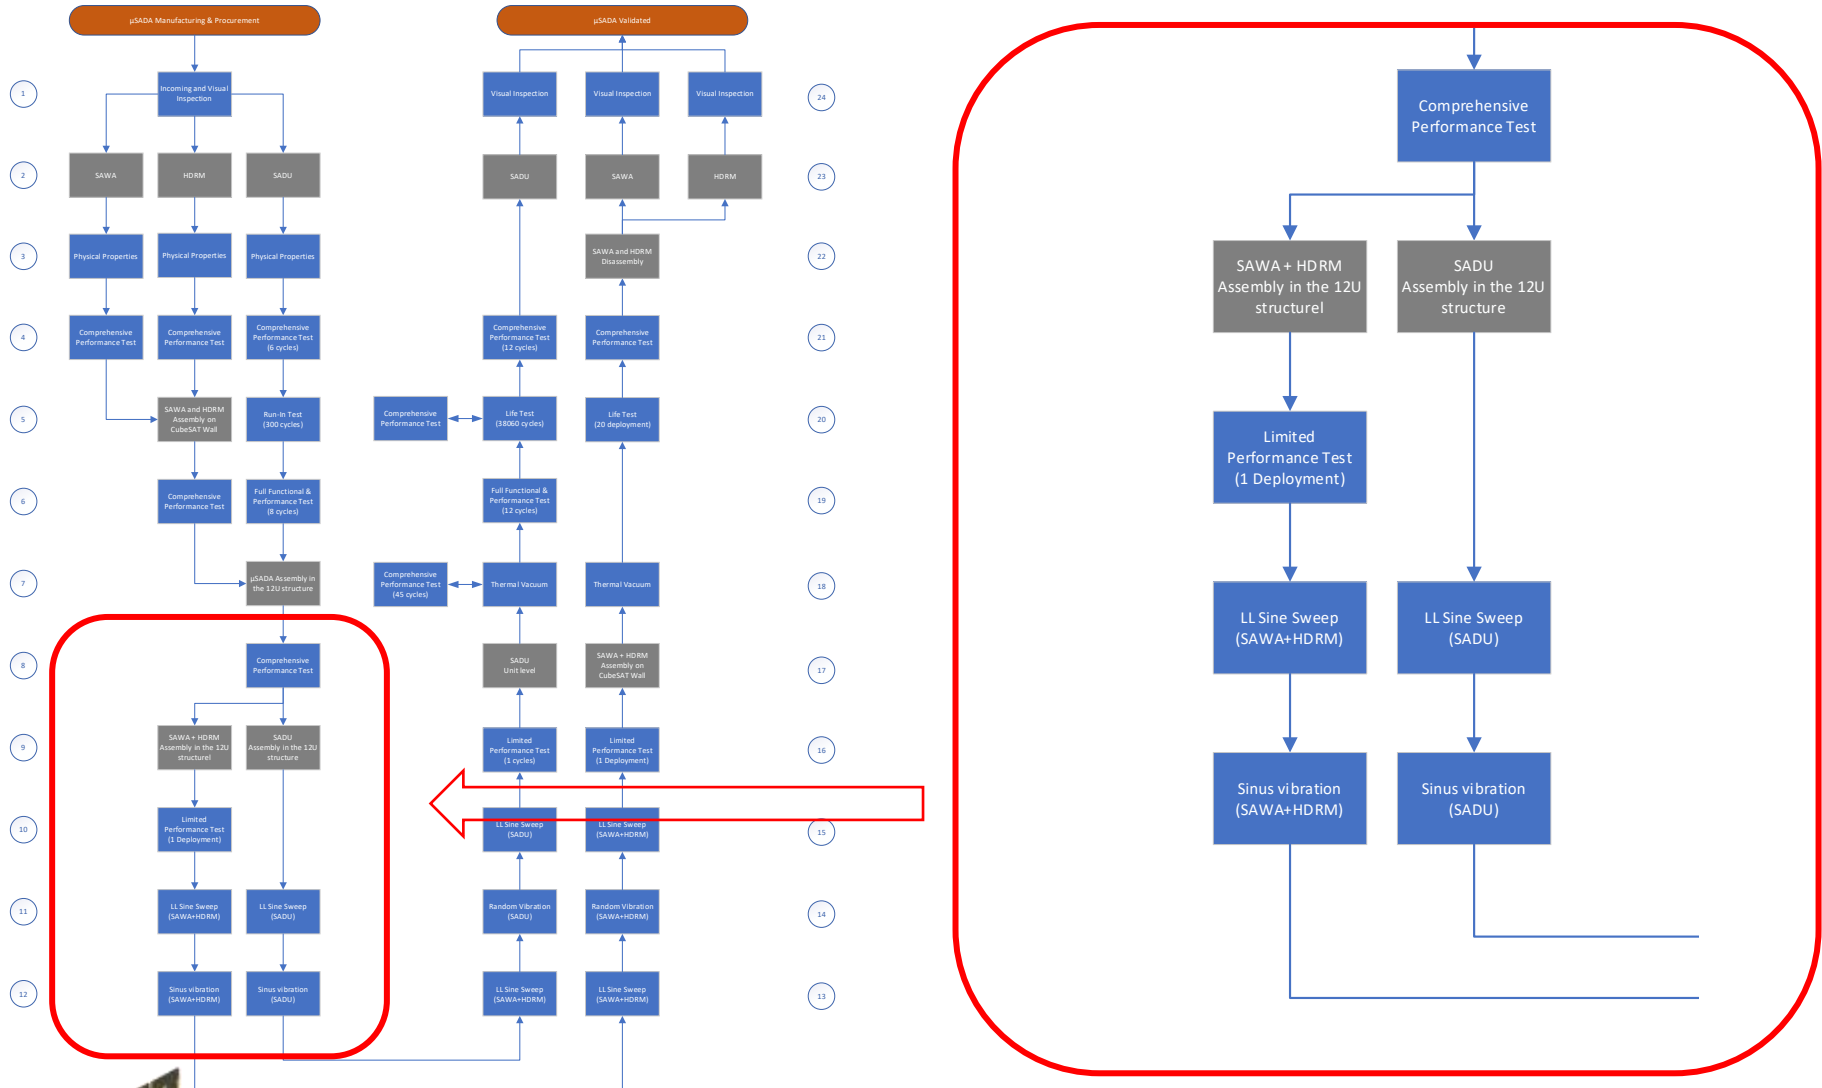 μSADA Manufacturing & Procurement
1
Incoming and Visual
Inspection
2
SAWA
HDRM
SADU
3
Physical Properties
Physical Properties
Physical Properties
4
Comprehensive
Performance Test
Comprehensive
Performance Test
Comprehensive
Performance Test
(6 cycles)
5
SAWA and HDRM
Assembly on
CubeSAT Wall
Run-In Test
(300 cycles)
6
Comprehensive
Performance Test
Full Functional &
Performance Test
(8 cycles)
7
μSADA Assembly in
the 12U structure
8
Comprehensive
Performance Test
9
SAWA + HDRM
Assembly in the 12U
structurel
SADU
Assembly in the 12U
structure
10
Limited
Performance Test
(1 Deployment)
11
LL Sine Sweep
(SAWA+HDRM)
LL Sine Sweep
(SADU)
12
Sinus vibration
(SAWA+HDRM)
Sinus vibration
(SADU)
μSADA Validated
Visual Inspection
Visual Inspection
Visual Inspection
24
SADU
SAWA
HDRM
23
SAWA and HDRM
Disassembly
22
Comprehensive
Performance Test
(12 cycles)
Comprehensive
Performance Test
21
Comprehensive
Performance Test
Life Test
(38060 cycles)
Life Test
(20 deployment)
20
Full Functional &
Performance Test
(12 cycles)
19
Comprehensive
Performance Test
(45 cycles)
Thermal Vacuum
Thermal Vacuum
18
SADU
Unit level
SAWA + HDRM
Assembly on
CubeSAT Wall
17
Limited
Performance Test
(1 cycles)
Limited
Performance Test
(1 Deployment)
16
LL Sine Sweep
(SADU)
LL Sine Sweep
(SAWA+HDRM)
15
Random Vibration
(SADU)
Random Vibration
(SAWA+HDRM)
14
LL Sine Sweep
(SAWA+HDRM)
LL Sine Sweep
(SAWA+HDRM)
13
Comprehensive
Performance Test
SAWA + HDRM
Assembly in the 12U
structurel
SADU
Assembly in the 12U
structure
Limited
Performance Test
(1 Deployment)
LL Sine Sweep
(SAWA+HDRM)
LL Sine Sweep
(SADU)
Sinus vibration
(SAWA+HDRM)
Sinus vibration
(SADU)